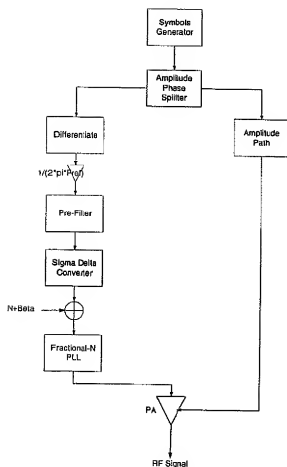 Symbols
Generator
Amplitude
Phase
Splitter
Differentiate
Amplitude
Path
1/(2*pi*Fref)
Pre-Filter
Sigma Delta
Converter
N+Beta
Fractional-N
PLL
PA
RF Signal